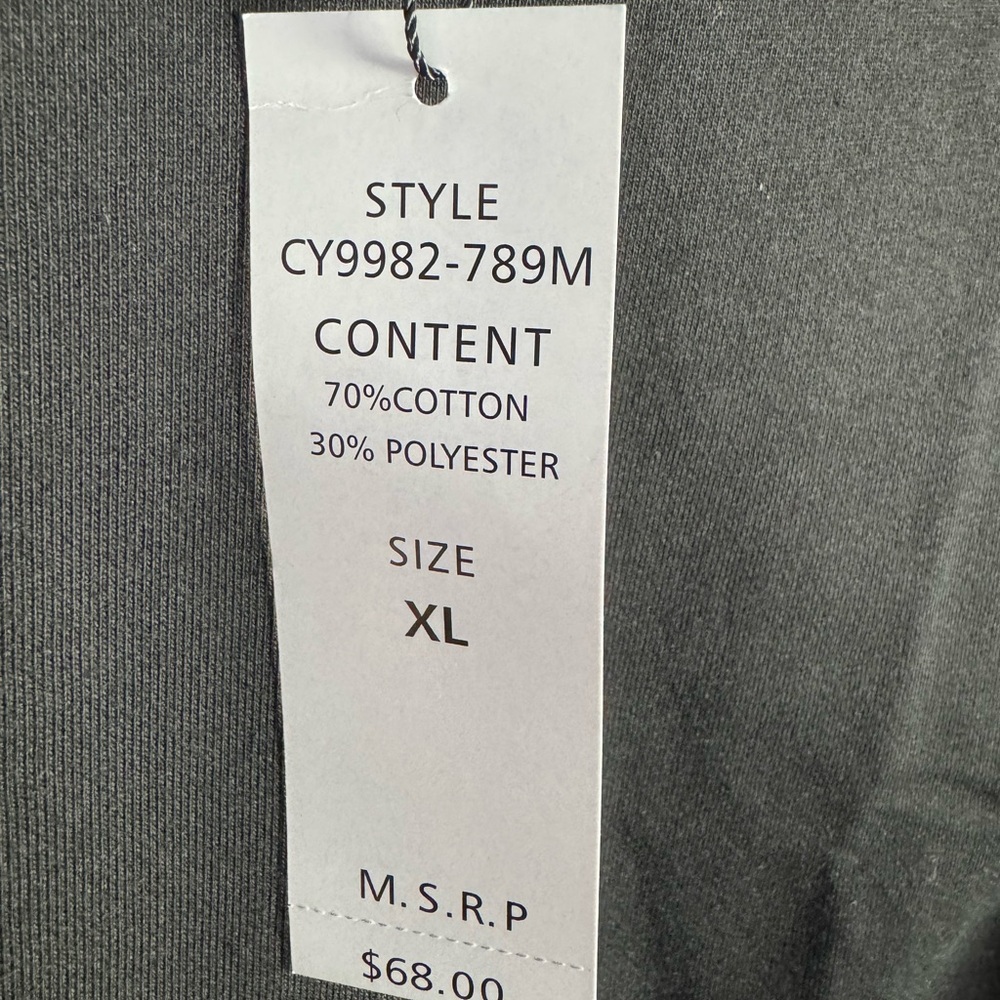 STYLE
CY9982-789M
CONTENT
70%COTTON
30% POLYESTER
SIZE
XL
M.S.R.P
$68.00